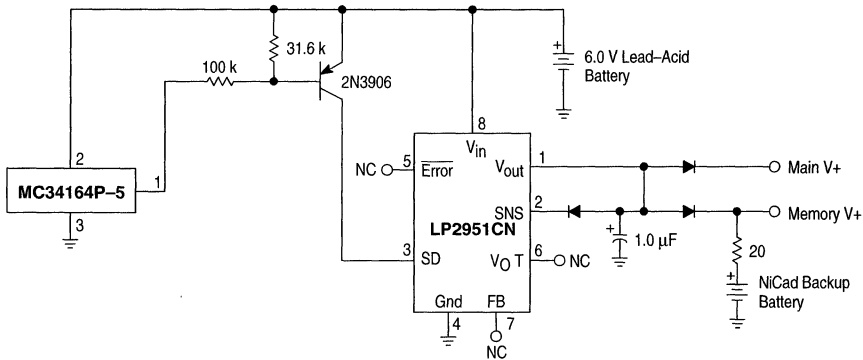 31.6 k
100 k
2N3906
+
6.0 V Lead–Acid
Battery
8
Vin
2
MC34164P–5
1
3
NC
5
Error
Vout
1
Main V+
SNS
2
LP2951CN
+
1.0 µF
Memory V+
20
3
SD
VO T
6
NC
+
NiCad Backup
Battery
Gnd
FB
4
7
NC